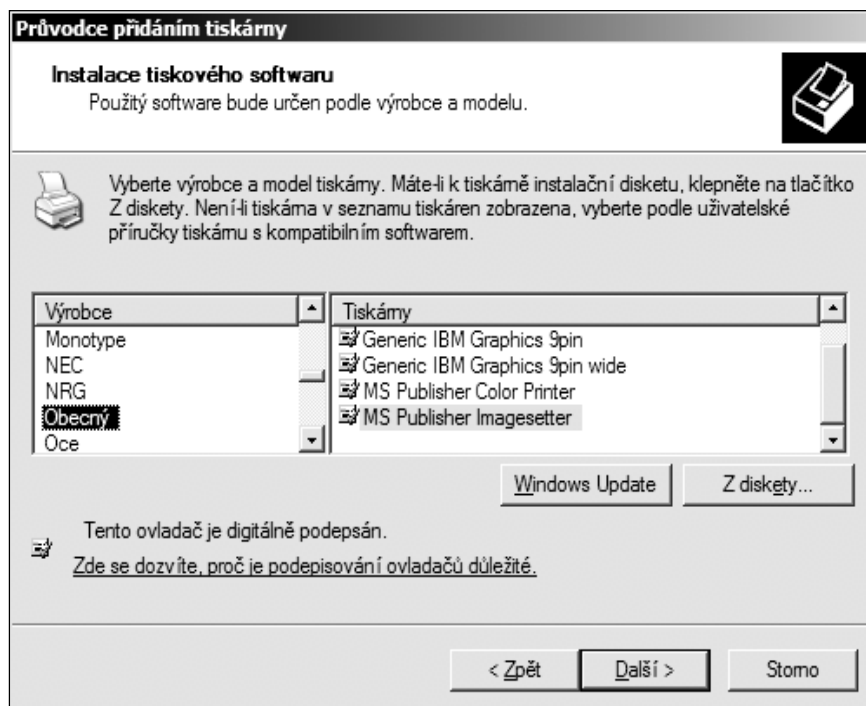 Průvodce přidáním tiskárny
Instalace tiskového softwaru
Použitý software bude určen podle výrobce a modelu.
Vyberte výrobce a model tiskárny. Máte-li k tiskárně instalační disketu, klepněte na tlačítko
Z diskety. Není-li tiskárna v seznamu tiskáren zobrazena, vyberte podle uživatelské
příručky tiskárnu s kompatibilním softwarem.
Výrobce
Monotype
NEC
NRG
Obecný
Oce
Tiskárny
Generic IBM Graphics 9pin
Generic IBM Graphics 9pin wide
MS Publisher Color Printer
MS Publisher Imagesetter
Windows Update
Z diskety...
Tento ovladač je digitálně podepsán.
Zde se dozvíte, proč je podepisování ovladačů důležité.
< Zpět
Další >
Storno